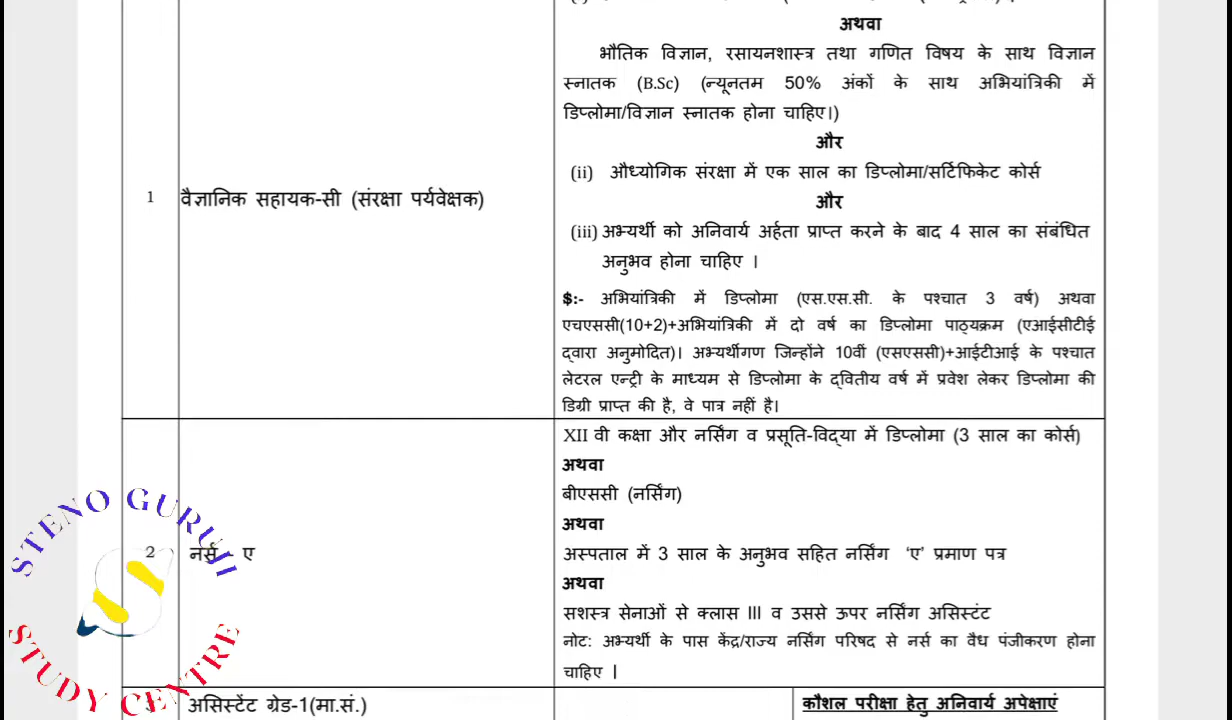 अथवा
भौतिक विज्ञान, रसायनशास्त्र तथा गणित विषय के साथ विज्ञान
स्नातक (B.Sc) (न्यूनतम 50% अंकों के साथ अभियांत्रिकी में
डिप्लोमा/विज्ञान स्नातक होना चाहिए।)
और
(ii) औध्योगिक संरक्षा में एक साल का डिप्लोमा/सर्टिफिकेट कोर्स
और
1 वैज्ञानिक सहायक-सी (संरक्षा पर्यवेक्षक)
(iii) अभ्यर्थी को अनिवार्य अर्हता प्राप्त करने के बाद 4 साल का संबंधित
अनुभव होना चाहिए ।
$:- अभियांत्रिकी में डिप्लोमा (एस.एस.सी. के पश्चात 3 वर्ष) अथवा
एचएससी(10+2)+अभियांत्रिकी में दो वर्ष का डिप्लोमा पाठ्यक्रम (एआईसीटीई
द्वारा अनुमोदित)। अभ्यर्थीगण जिन्होंने 10वीं (एसएससी)+आईटीआई के पश्चात
लेटरल एन्ट्री के माध्यम से डिप्लोमा के द्वितीय वर्ष में प्रवेश लेकर डिप्लोमा की
डिग्री प्राप्त की है, वे पात्र नहीं है।
XII वी कक्षा और नर्सिंग व प्रसूति-विद्या में डिप्लोमा (3 साल का कोर्स)
अथवा
बीएससी (नर्सिंग)
अथवा
2 नर्स ए
अस्पताल में 3 साल के अनुभव सहित नर्सिंग ‘ए’ प्रमाण पत्र
अथवा
सशस्त्र सेनाओं से क्लास III व उससे ऊपर नर्सिंग असिस्टंट
नोट: अभ्यर्थी के पास केंद्र/राज्य नर्सिंग परिषद से नर्स का वैध पंजीकरण होना
चाहिए |
असिस्टेंट ग्रेड-1(मा.सं.)
कौशल परीक्षा हेतु अनिवार्य अपेक्षाएं
STENO GURUJI
STUDY CENTRE